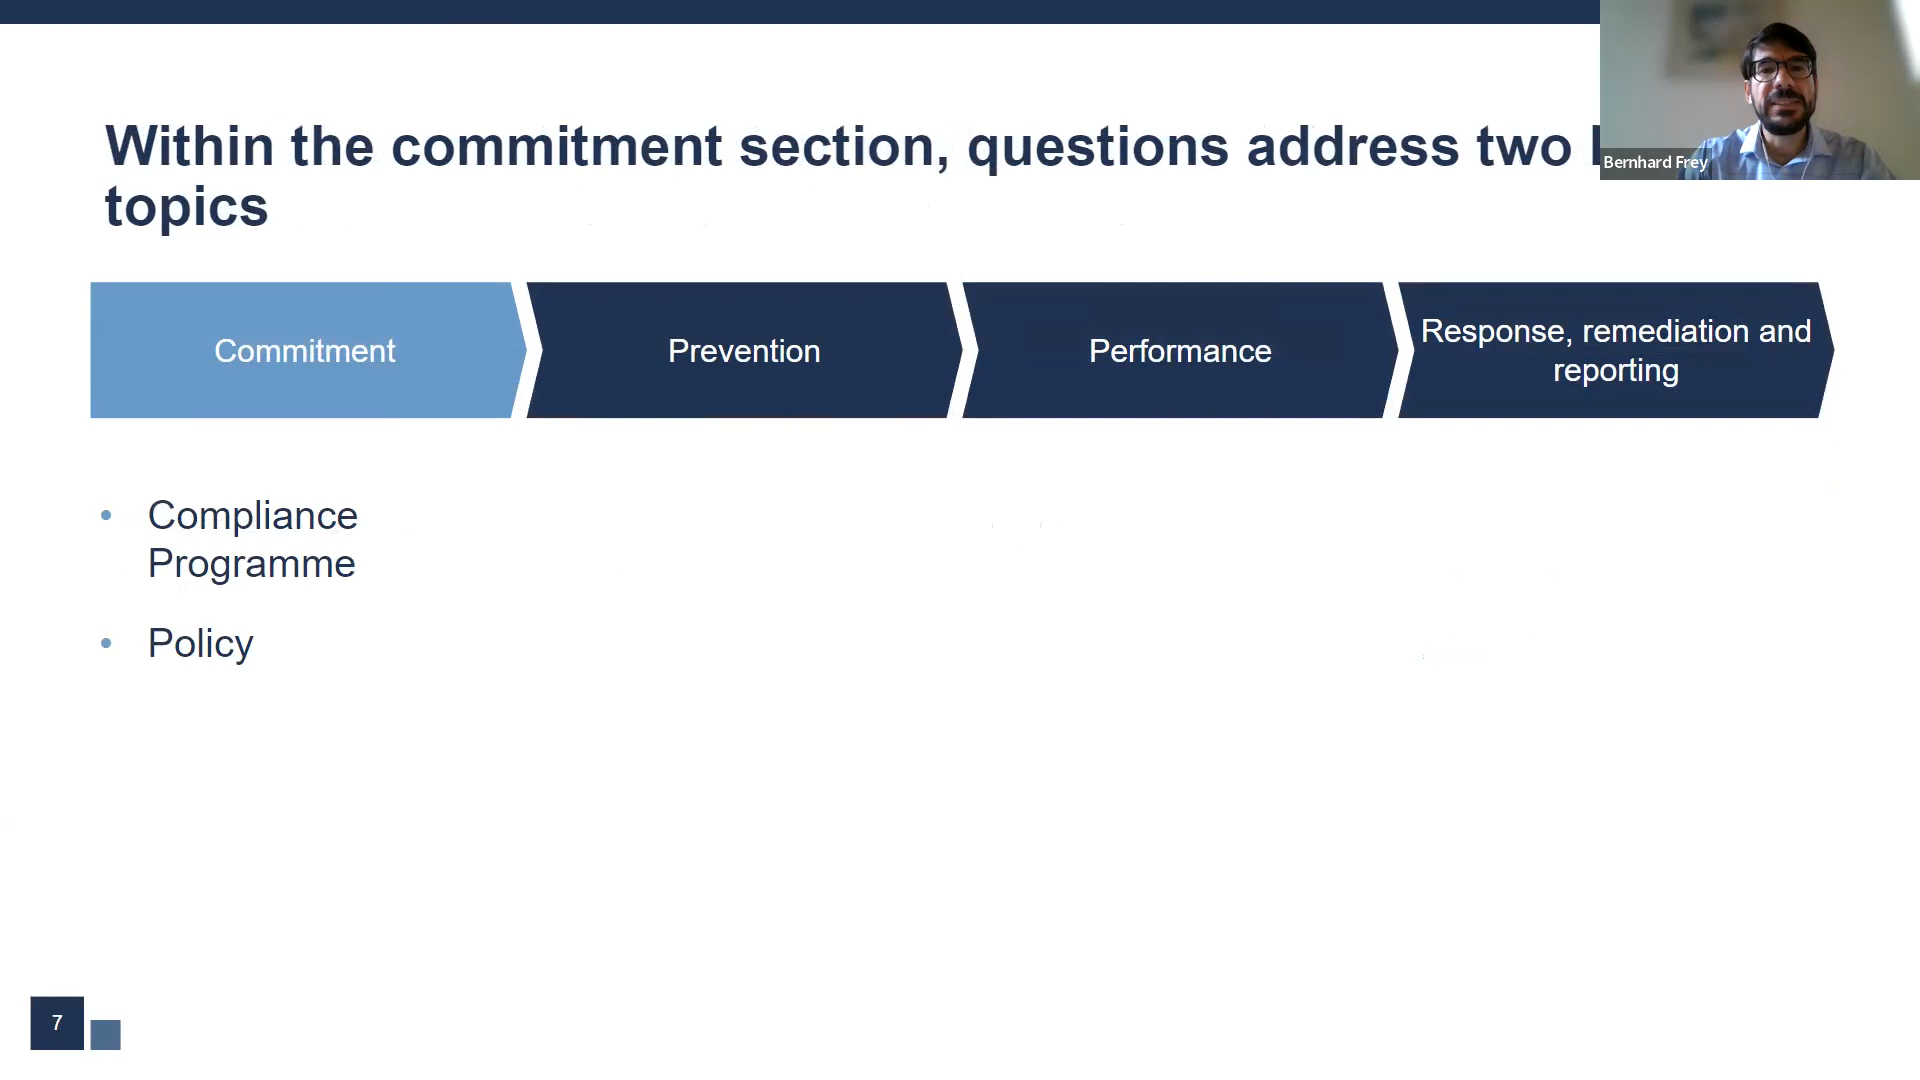 Within the commitment section, questions address two
topics
Bernhard Frey
Commitment
Prevention
Performance
Response, remediation and
reporting
• Compliance
Programme
• Policy
7